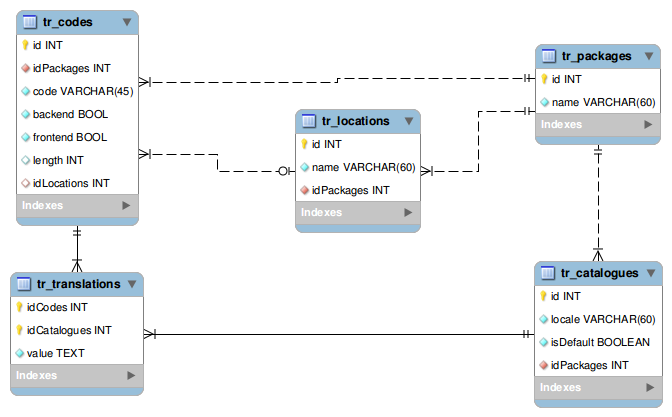 tr_codes
id INT
idPackages INT
code VARCHAR(45)
backend BOOL
frontend BOOL
length INT
idLocations INT
Indexes
tr_packages
id INT
name VARCHAR(60)
Indexes
tr_locations
id INT
name VARCHAR(60)
idPackages INT
Indexes
tr_translations
idCodes INT
idCatalogues INT
value TEXT
Indexes
tr_catalogues
id INT
locale VARCHAR(60)
isDefault BOOLEAN
idPackages INT
Indexes